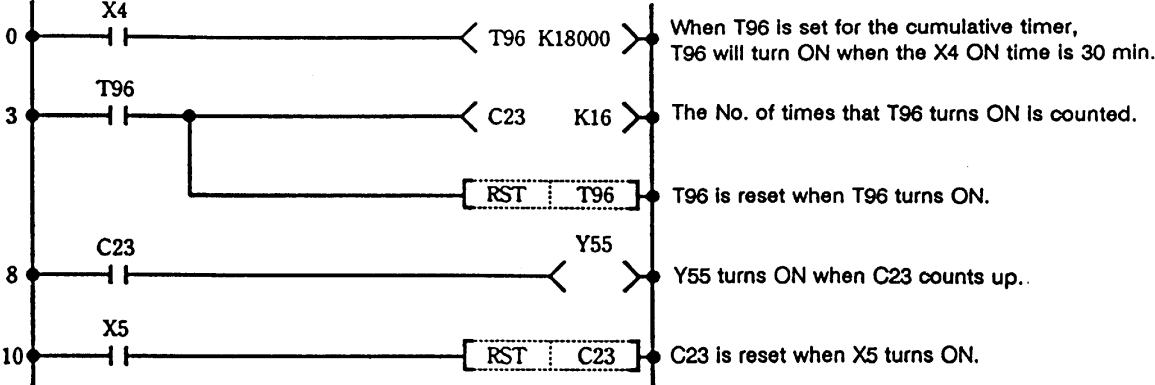 X4
0 T96 K18000 When T96 is set for the cumulative timer,
T96 will turn ON when the X4 ON time is 30 min.
T96
3 C23 K16 The No. of times that T96 turns ON is counted.
RST T96 T96 is reset when T96 turns ON.
C23 Y55
8 Y55 turns ON when C23 counts up.
X5
10 RST C23 C23 is reset when X5 turns ON.